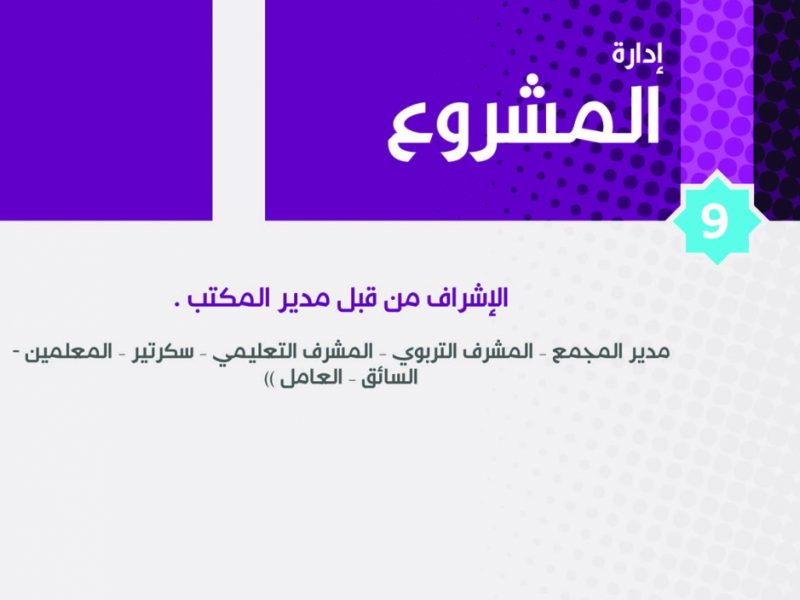 إدارة
المشروع
9
الإشراف من قبل مدير المكتب .
مدير المجمع - المشرف التربوي - المشرف التعليمي - سكرتير - المعلمين -
السائق - العامل ))